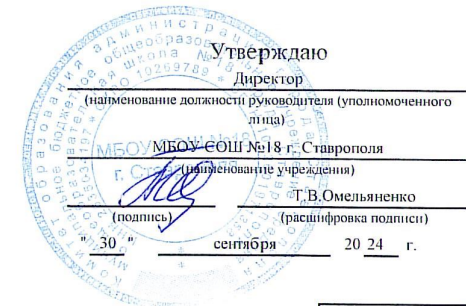 Утверждаю
Директор
(наименование должности руководителя (уполномоченного
лица)
МБОУ СОШ №18 г. Ставрополя
(наименование учреждения)
Т.В.Омельяненко
(подпись) (расшифровка подписи)
" 30 " сентября 20 24 г.